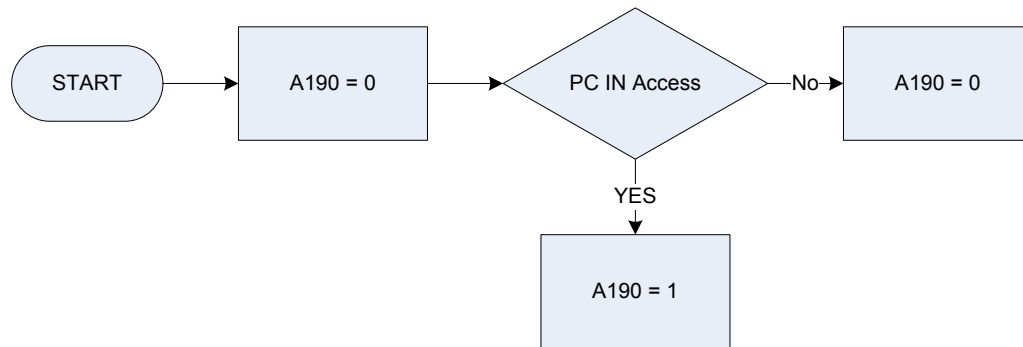 START
A190 = 0
PC IN Access
No
A190 = 0
YES
A190 = 1